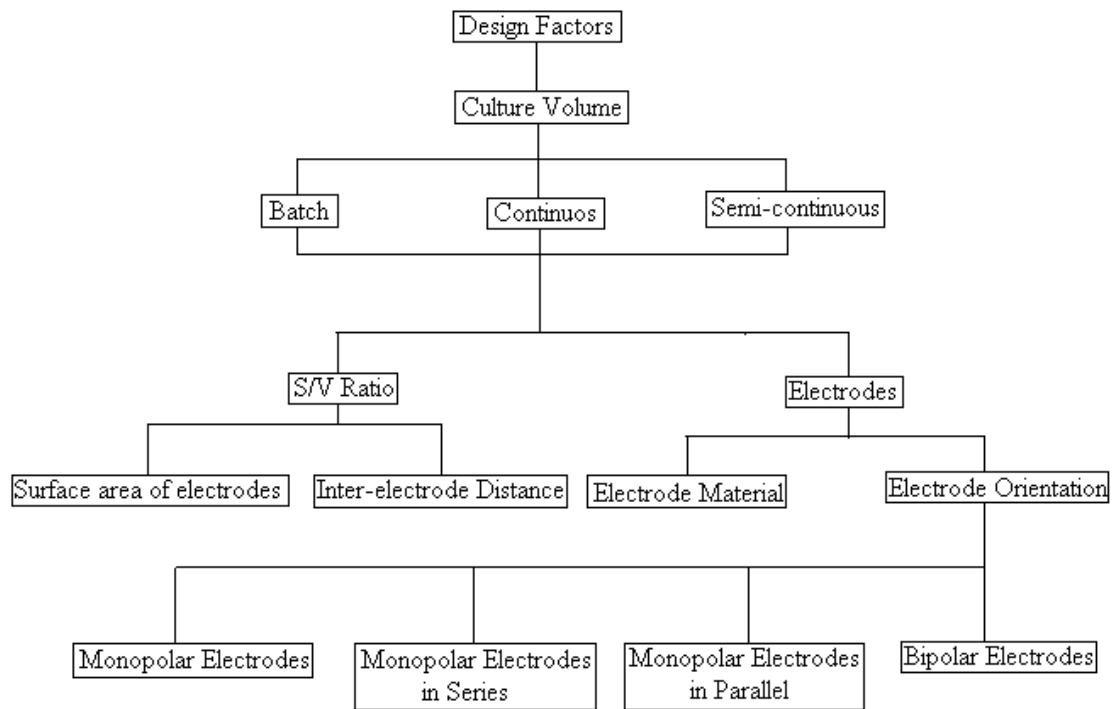 Design Factors
Culture Volume
Batch
Continuos
Semi-continuous
S/V Ratio
Electrodes
Surface area of electrodes
Inter-electrode Distance
Electrode Material
Electrode Orientation
Monopolar Electrodes
Monopolar Electrodes
in Series
Monopolar Electrodes
in Parallel
Bipolar Electrodes